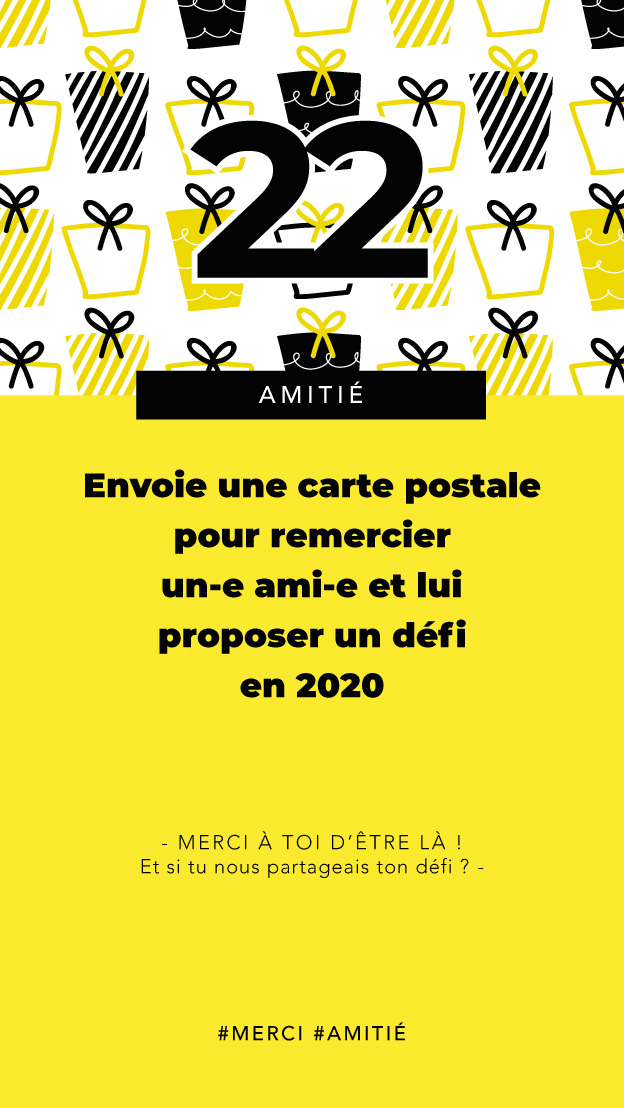 22
AMITIÉ
Envoie une carte postale
pour remercier
un-e ami-e et lui
proposer un défi
en 2020
- MERCI À TOI D'ÊTRE LÀ !
Et si tu nous partageais ton défi ? -
#MERCI #AMITIÉ